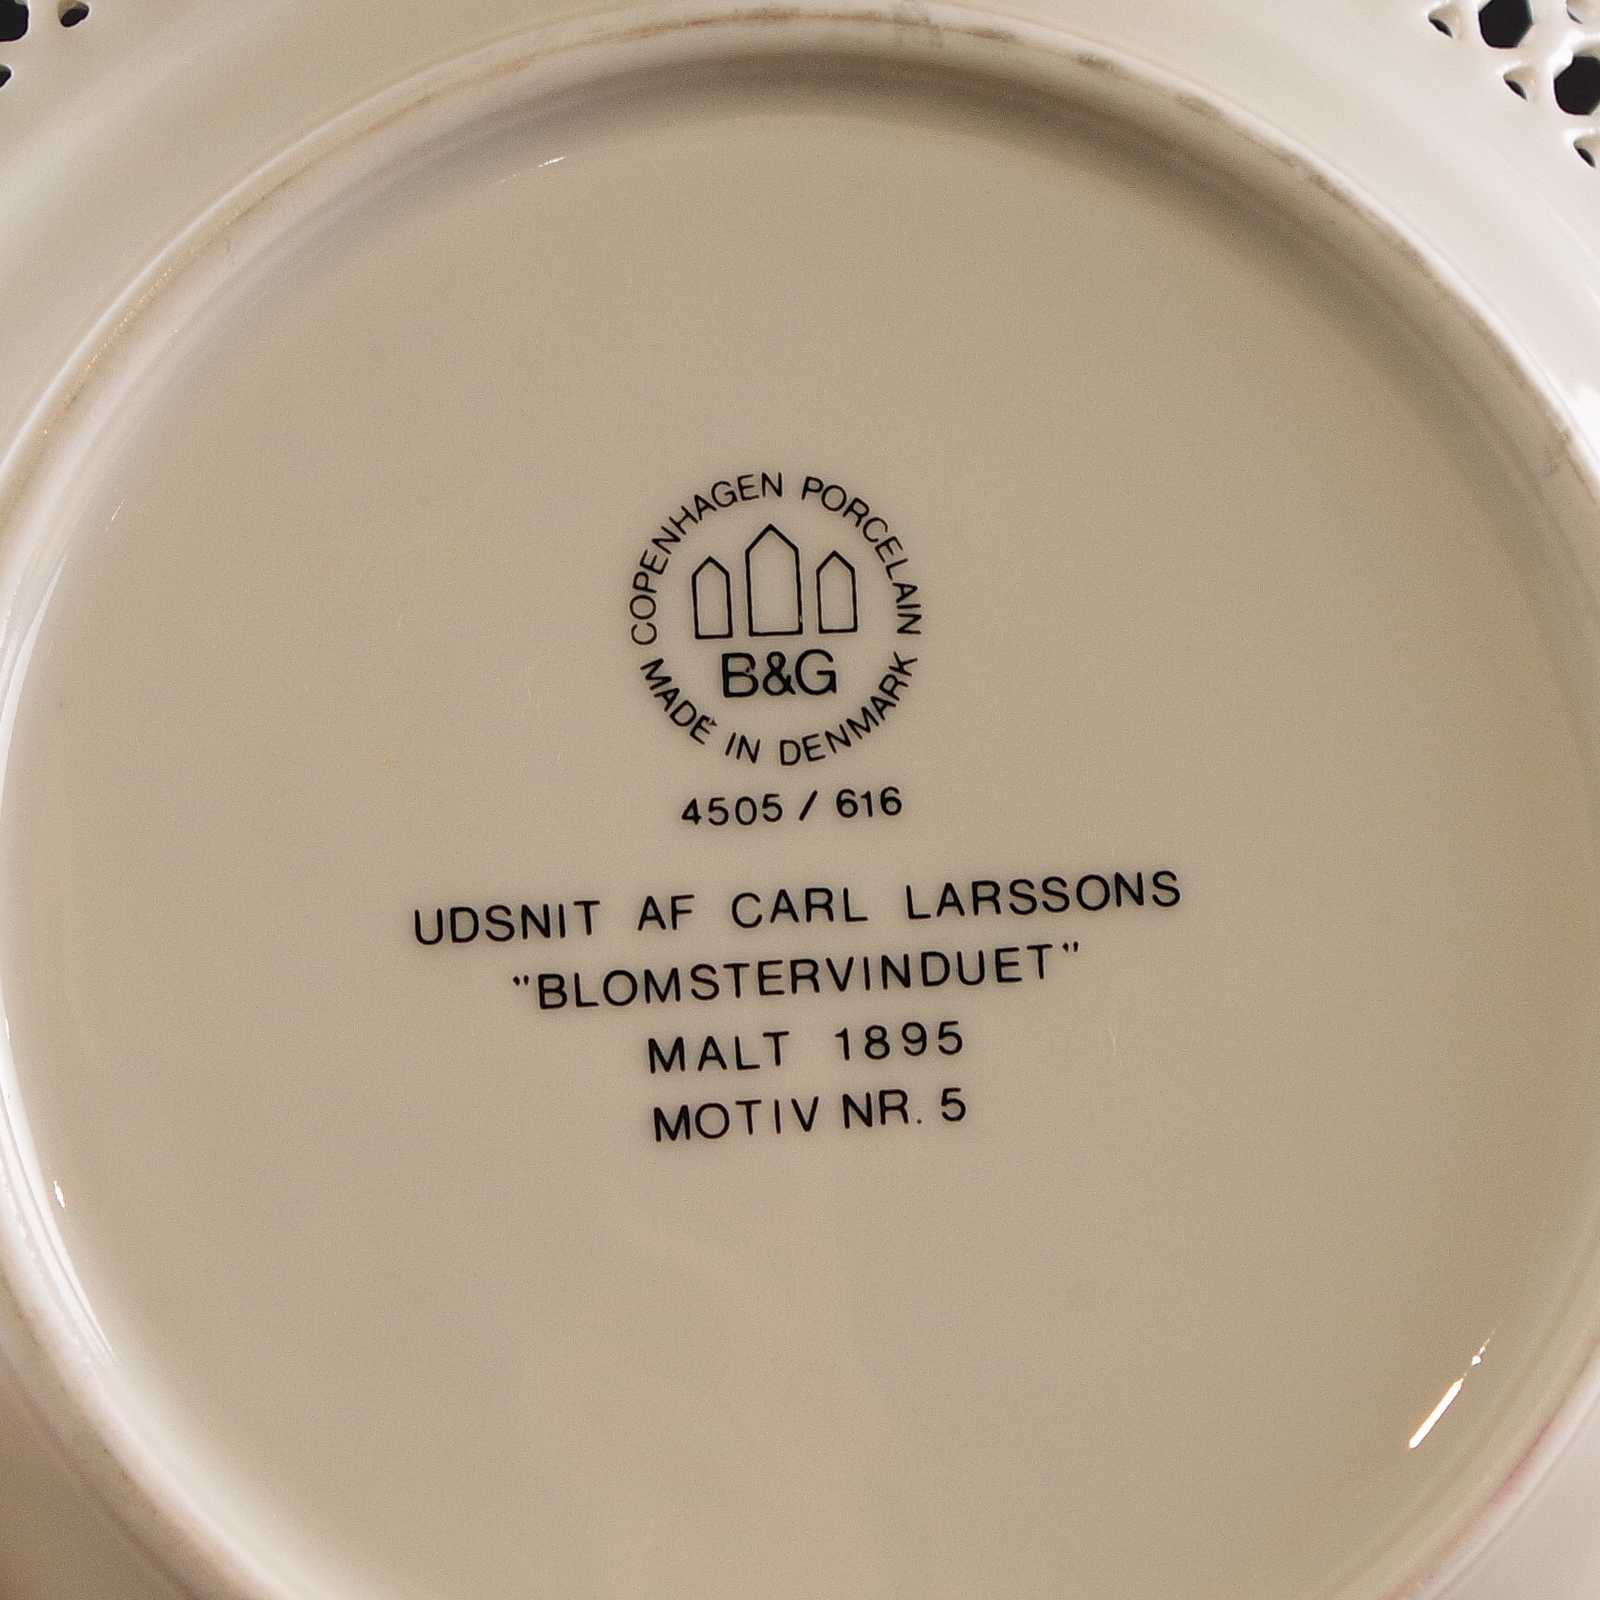 COPENHAGEN PORCELAIN
B&G
MADE IN DENMARK
4505 / 616
UDSNIT AF CARL LARSSONS
"BLOMSTERVINDUET"
MALT 1895
MOTIV NR. 5